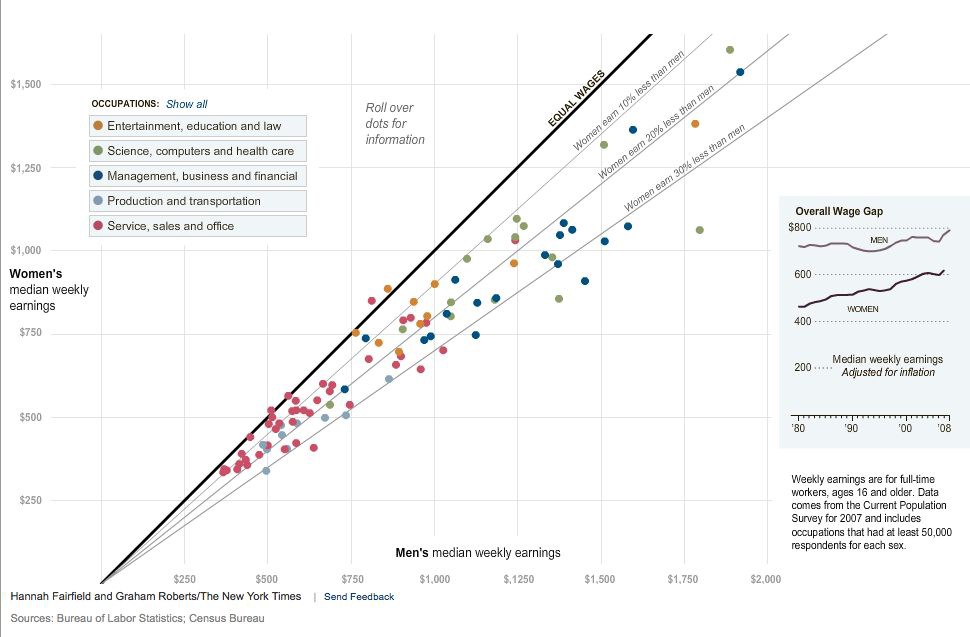 $1,500
$1,250
$1,000
$750
$500
$250
Women's
median weekly
earnings
OCCUPATIONS: Show all
Entertainment, education and law
Science, computers and health care
Management, business and financial
Production and transportation
Service, sales and office
Roll over
dots for
information
EQUAL WAGES
Women earn 10% less than men
Women earn 20% less than men
Women earn 30% less than men
Overall Wage Gap
$800
MEN
600
WOMEN
400
200
Median weekly earnings
Adjusted for inflation
'80 '90 '00 '08
Weekly earnings are for full-time
workers, ages 16 and older. Data
comes from the Current Population
Survey for 2007 and includes
occupations that had at least 50,000
respondents for each sex.
Men's median weekly earnings
$250 $500 $750 $1,000 $,1250 $1,500 $1,750 $2,000
Hannah Fairfield and Graham Roberts/The New York Times | Send Feedback
Sources: Bureau of Labor Statistics; Census Bureau